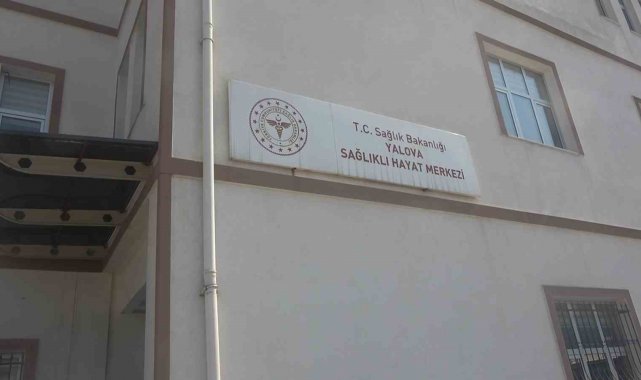 T.C. Sağlık Bakanlığı
YALOVA
SAĞLIKLI HAYAT MERKEZİ